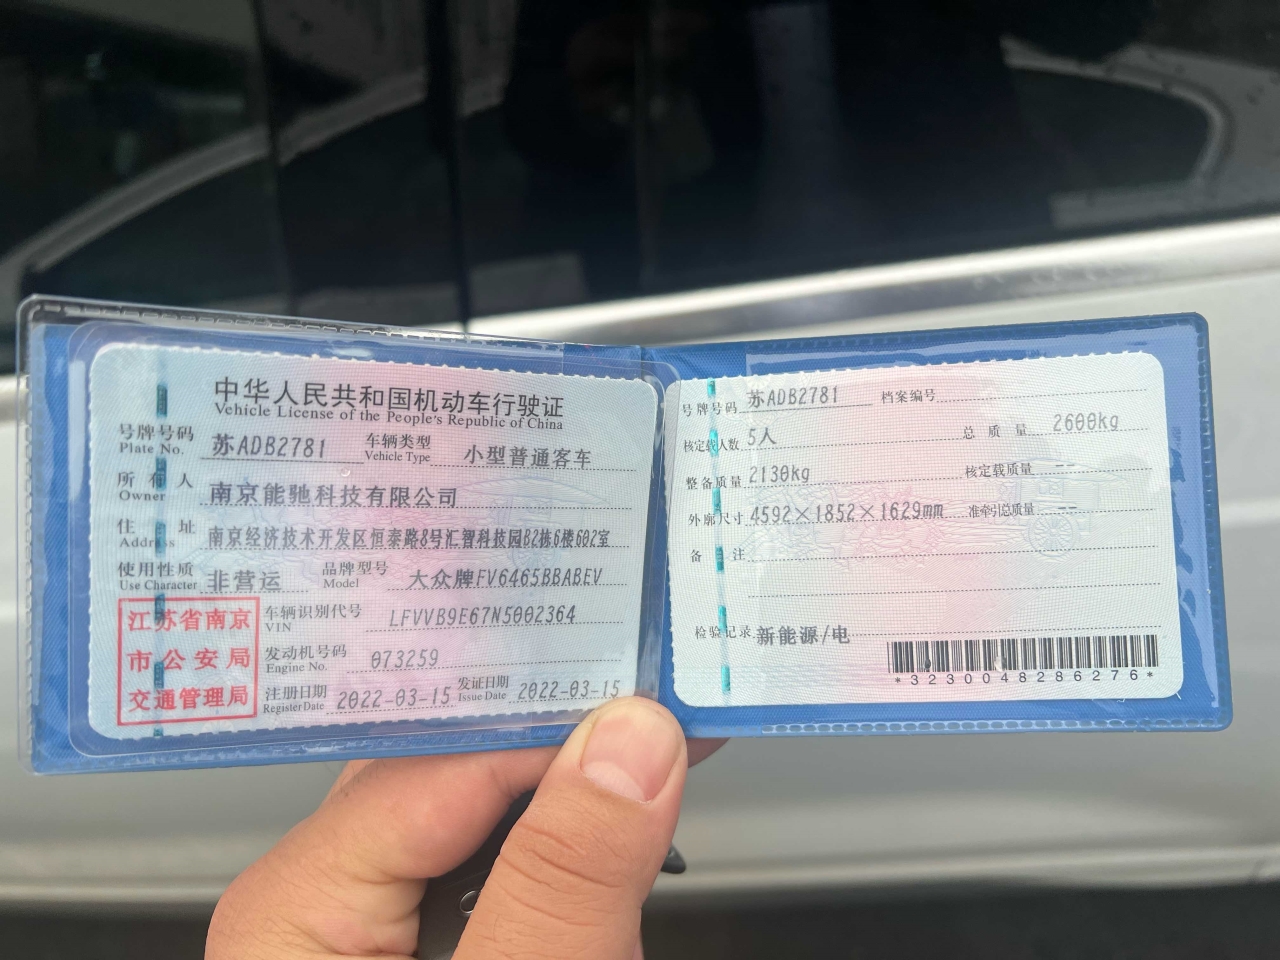 中华人民共和国机动车行驶证
Vehicle License of the People's Republic of China
号牌号码 苏ADB2781 车辆类型 小型普通客车
Plate No. Vehicle Type
所有人 南京能驰科技有限公司
Owner
住址 南京经济技术开发区恒泰路8号汇智科技园B2栋6楼602室
Address
使用性质 非营运 品牌型号 大众牌FV6465BBABEV
Use Character Model
江苏省南京
市公安局
交通管理局
车辆识别代号 LFVVB9E67N5002364
VIN
发动机号码 073259
Engine No.
注册日期 2022-03-15 发证日期 2022-03-15
Register Date Issue Date
号牌号码 苏ADB2781 档案编号
核定载人数 5人 总质量 2600kg
整备质量 2130kg 核定载质量 --
外廓尺寸 4592×1852×1629mm 准牵引总质量 --
备注
检验记录 新能源/电
*3230048286276*